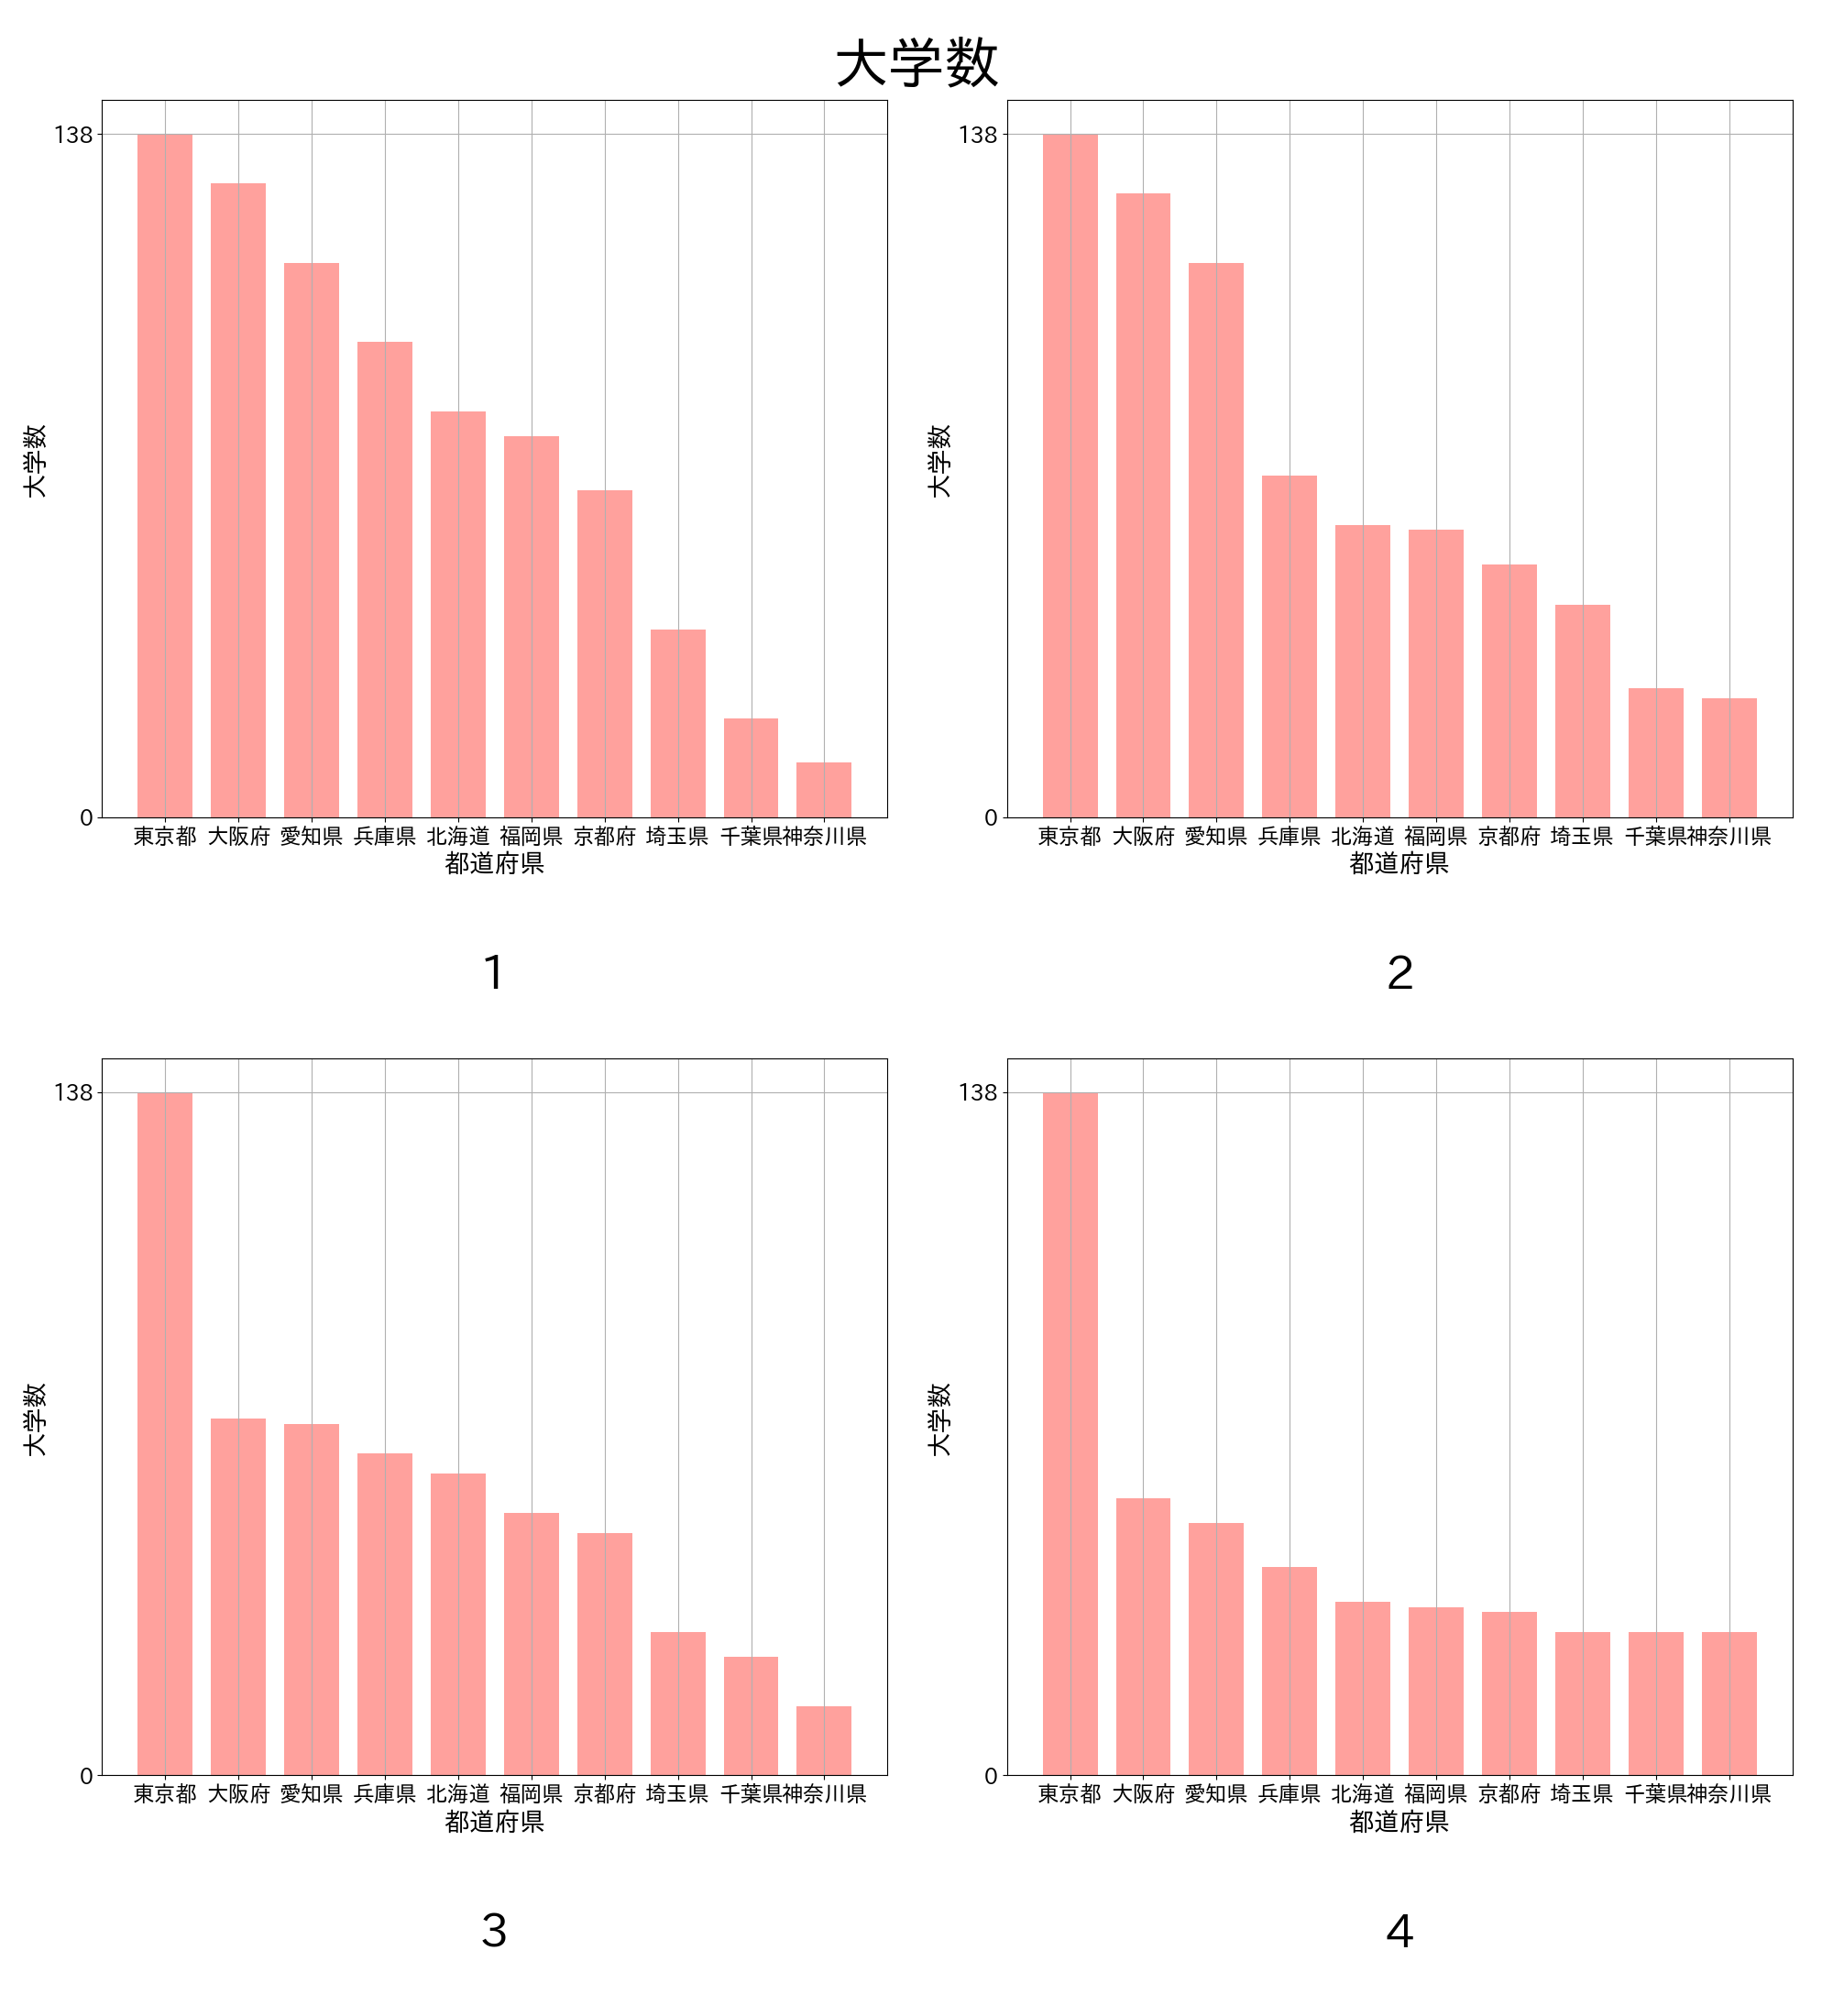 大学数
138
0
大学数
東京都 大阪府 愛知県 兵庫県 北海道 福岡県 京都府 埼玉県 千葉県 神奈川県
都道府県
1
138
0
大学数
東京都 大阪府 愛知県 兵庫県 北海道 福岡県 京都府 埼玉県 千葉県 神奈川県
都道府県
2
138
0
大学数
東京都 大阪府 愛知県 兵庫県 北海道 福岡県 京都府 埼玉県 千葉県 神奈川県
都道府県
3
138
0
大学数
東京都 大阪府 愛知県 兵庫県 北海道 福岡県 京都府 埼玉県 千葉県 神奈川県
都道府県
4